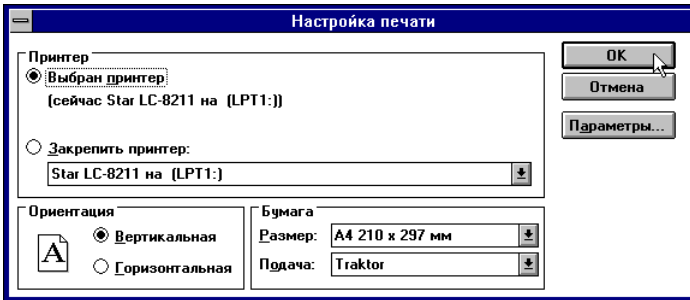 Настройка печати
Принтер
Выбран принтер
(сейчас Star LC-8211 на (LPT1:))
Закрепить принтер:
Star LC-8211 на (LPT1:)
OK
Отмена
Параметры...
Ориентация
A
Вертикальная
Горизонтальная
Бумага
Размер: A4 210 x 297 мм
Подача: Traktor